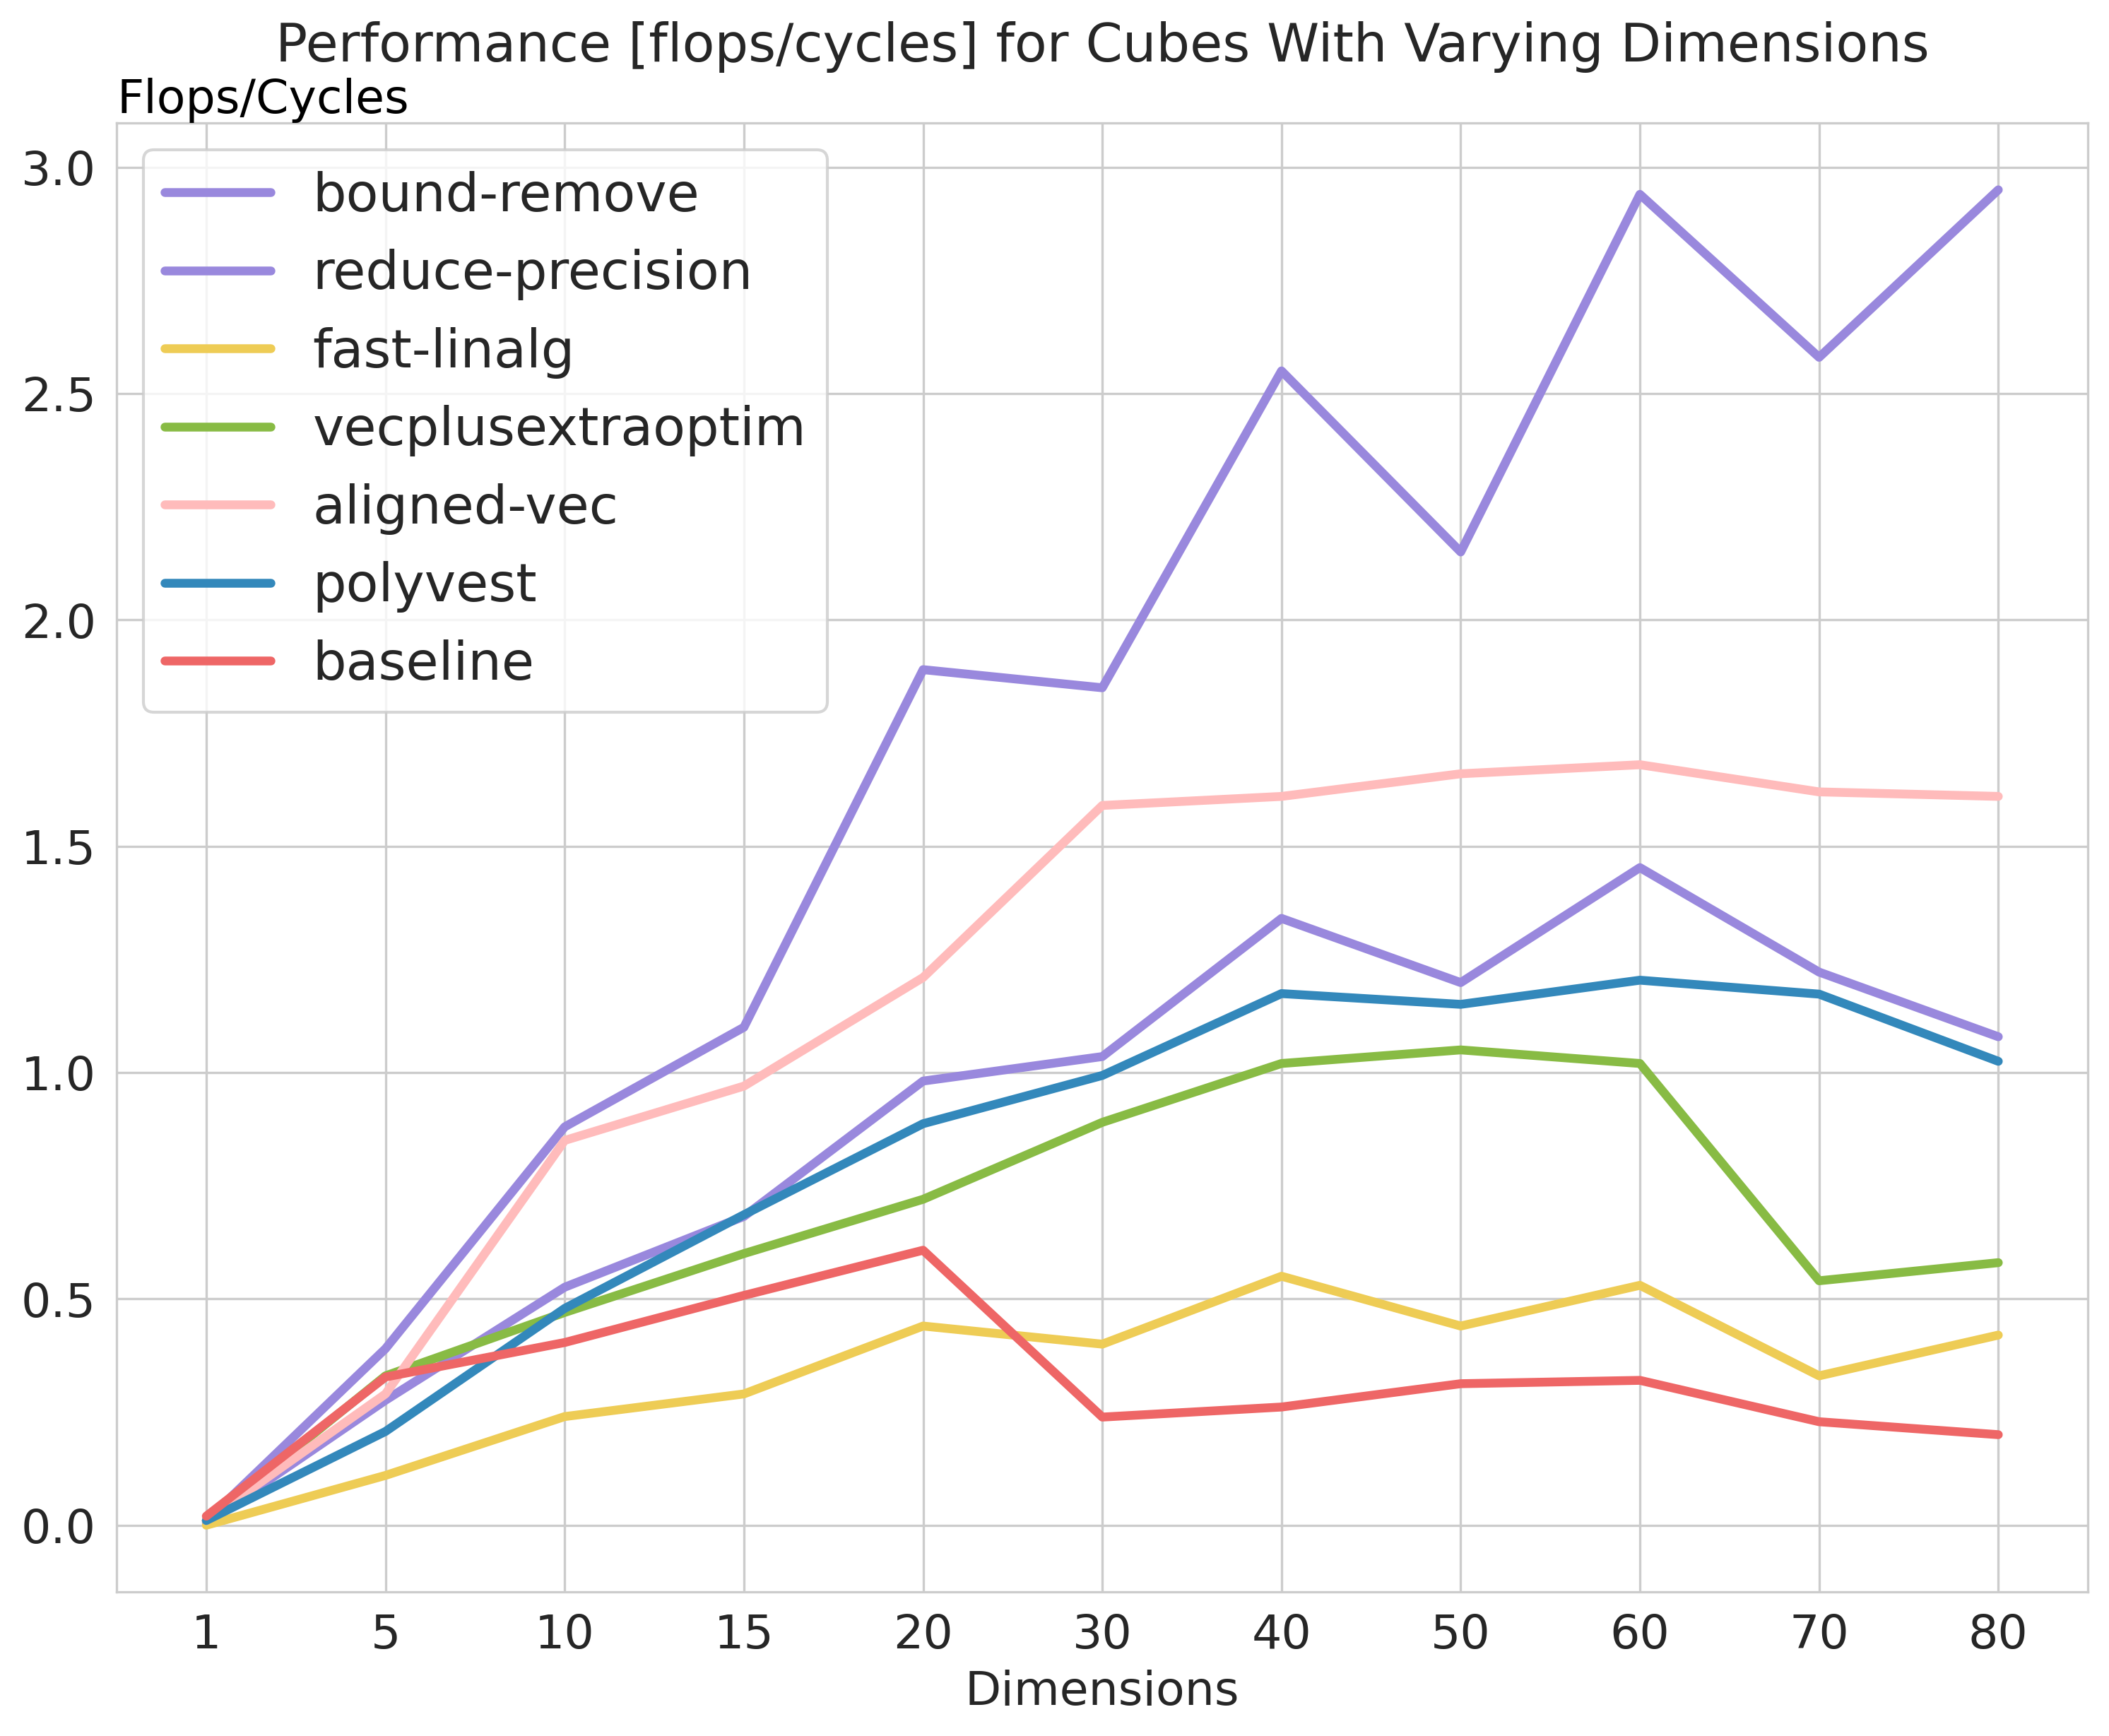 Performance [flops/cycles] for Cubes With Varying Dimensions
Flops/Cycles
3.0
2.5
2.0
1.5
1.0
0.5
0.0
bound-remove
reduce-precision
fast-linalg
vecplusextraoptim
aligned-vec
polyvest
baseline
1 5 10 15 20 30 40 50 60 70 80
Dimensions